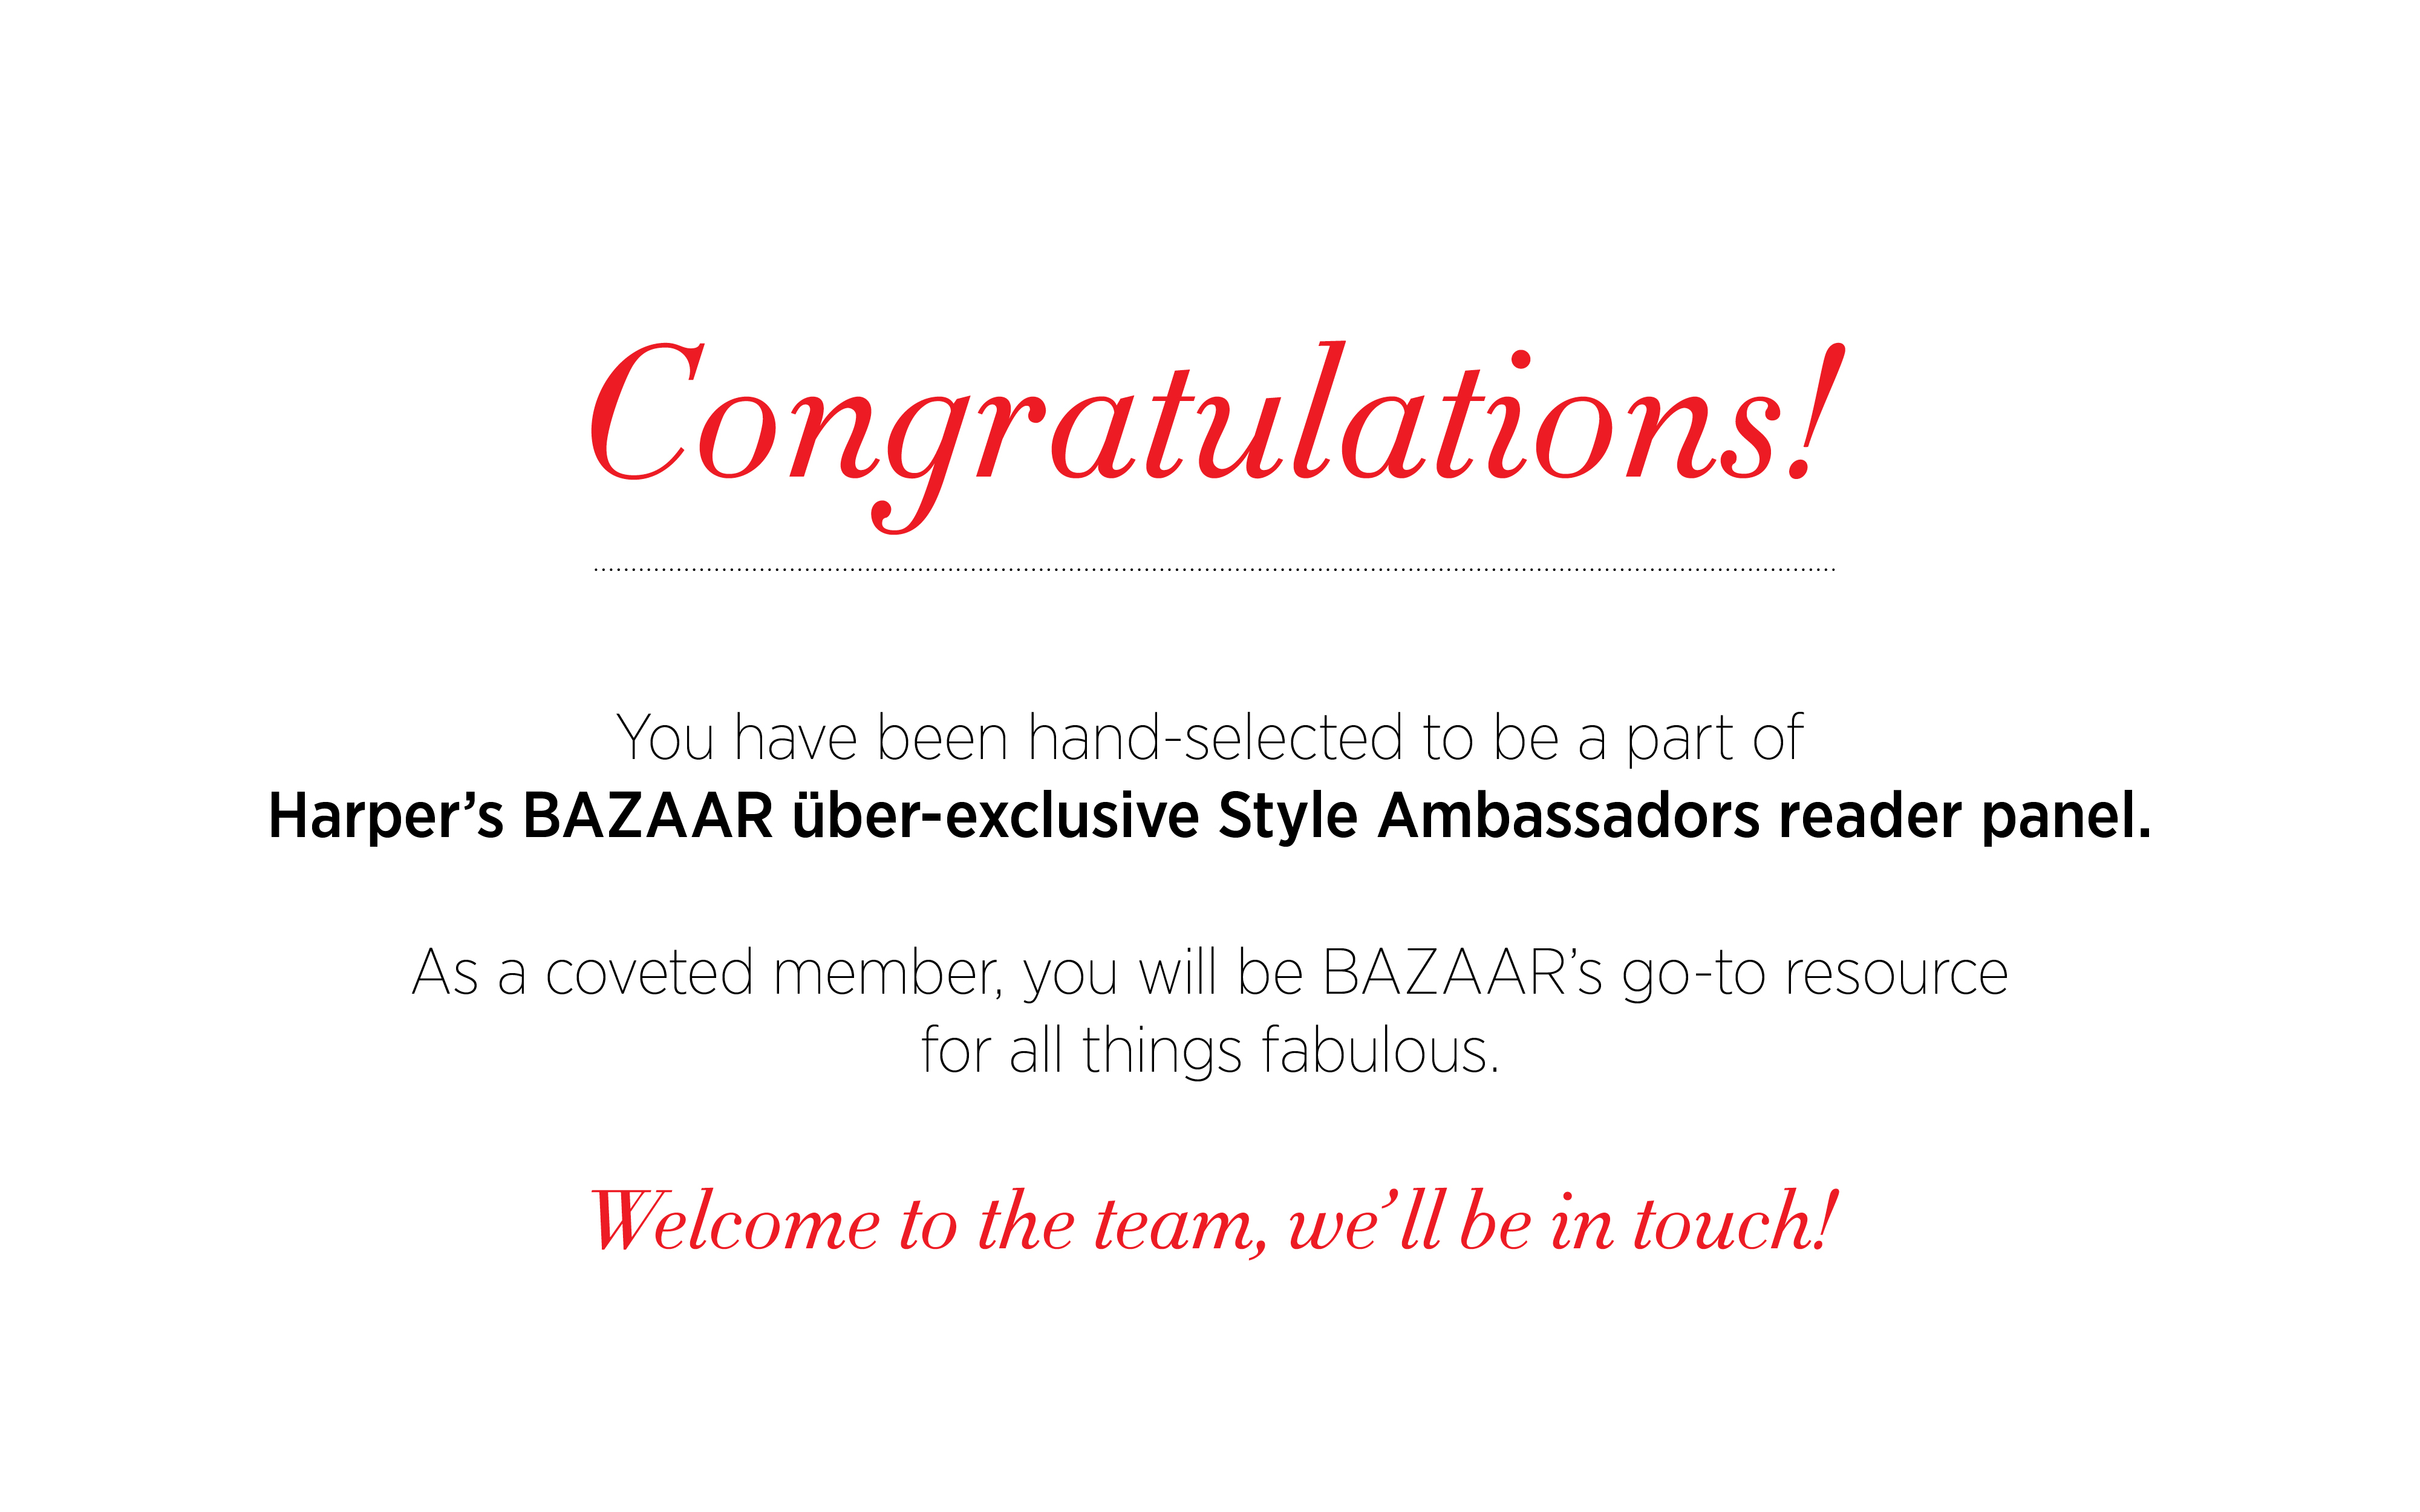 Congratulations!
You have been hand-selected to be a part of
Harper’s BAZAAR über-exclusive Style Ambassadors reader panel.
As a coveted member, you will be BAZAAR’s go-to resource
for all things fabulous.
Welcome to the team, we’ll be in touch!